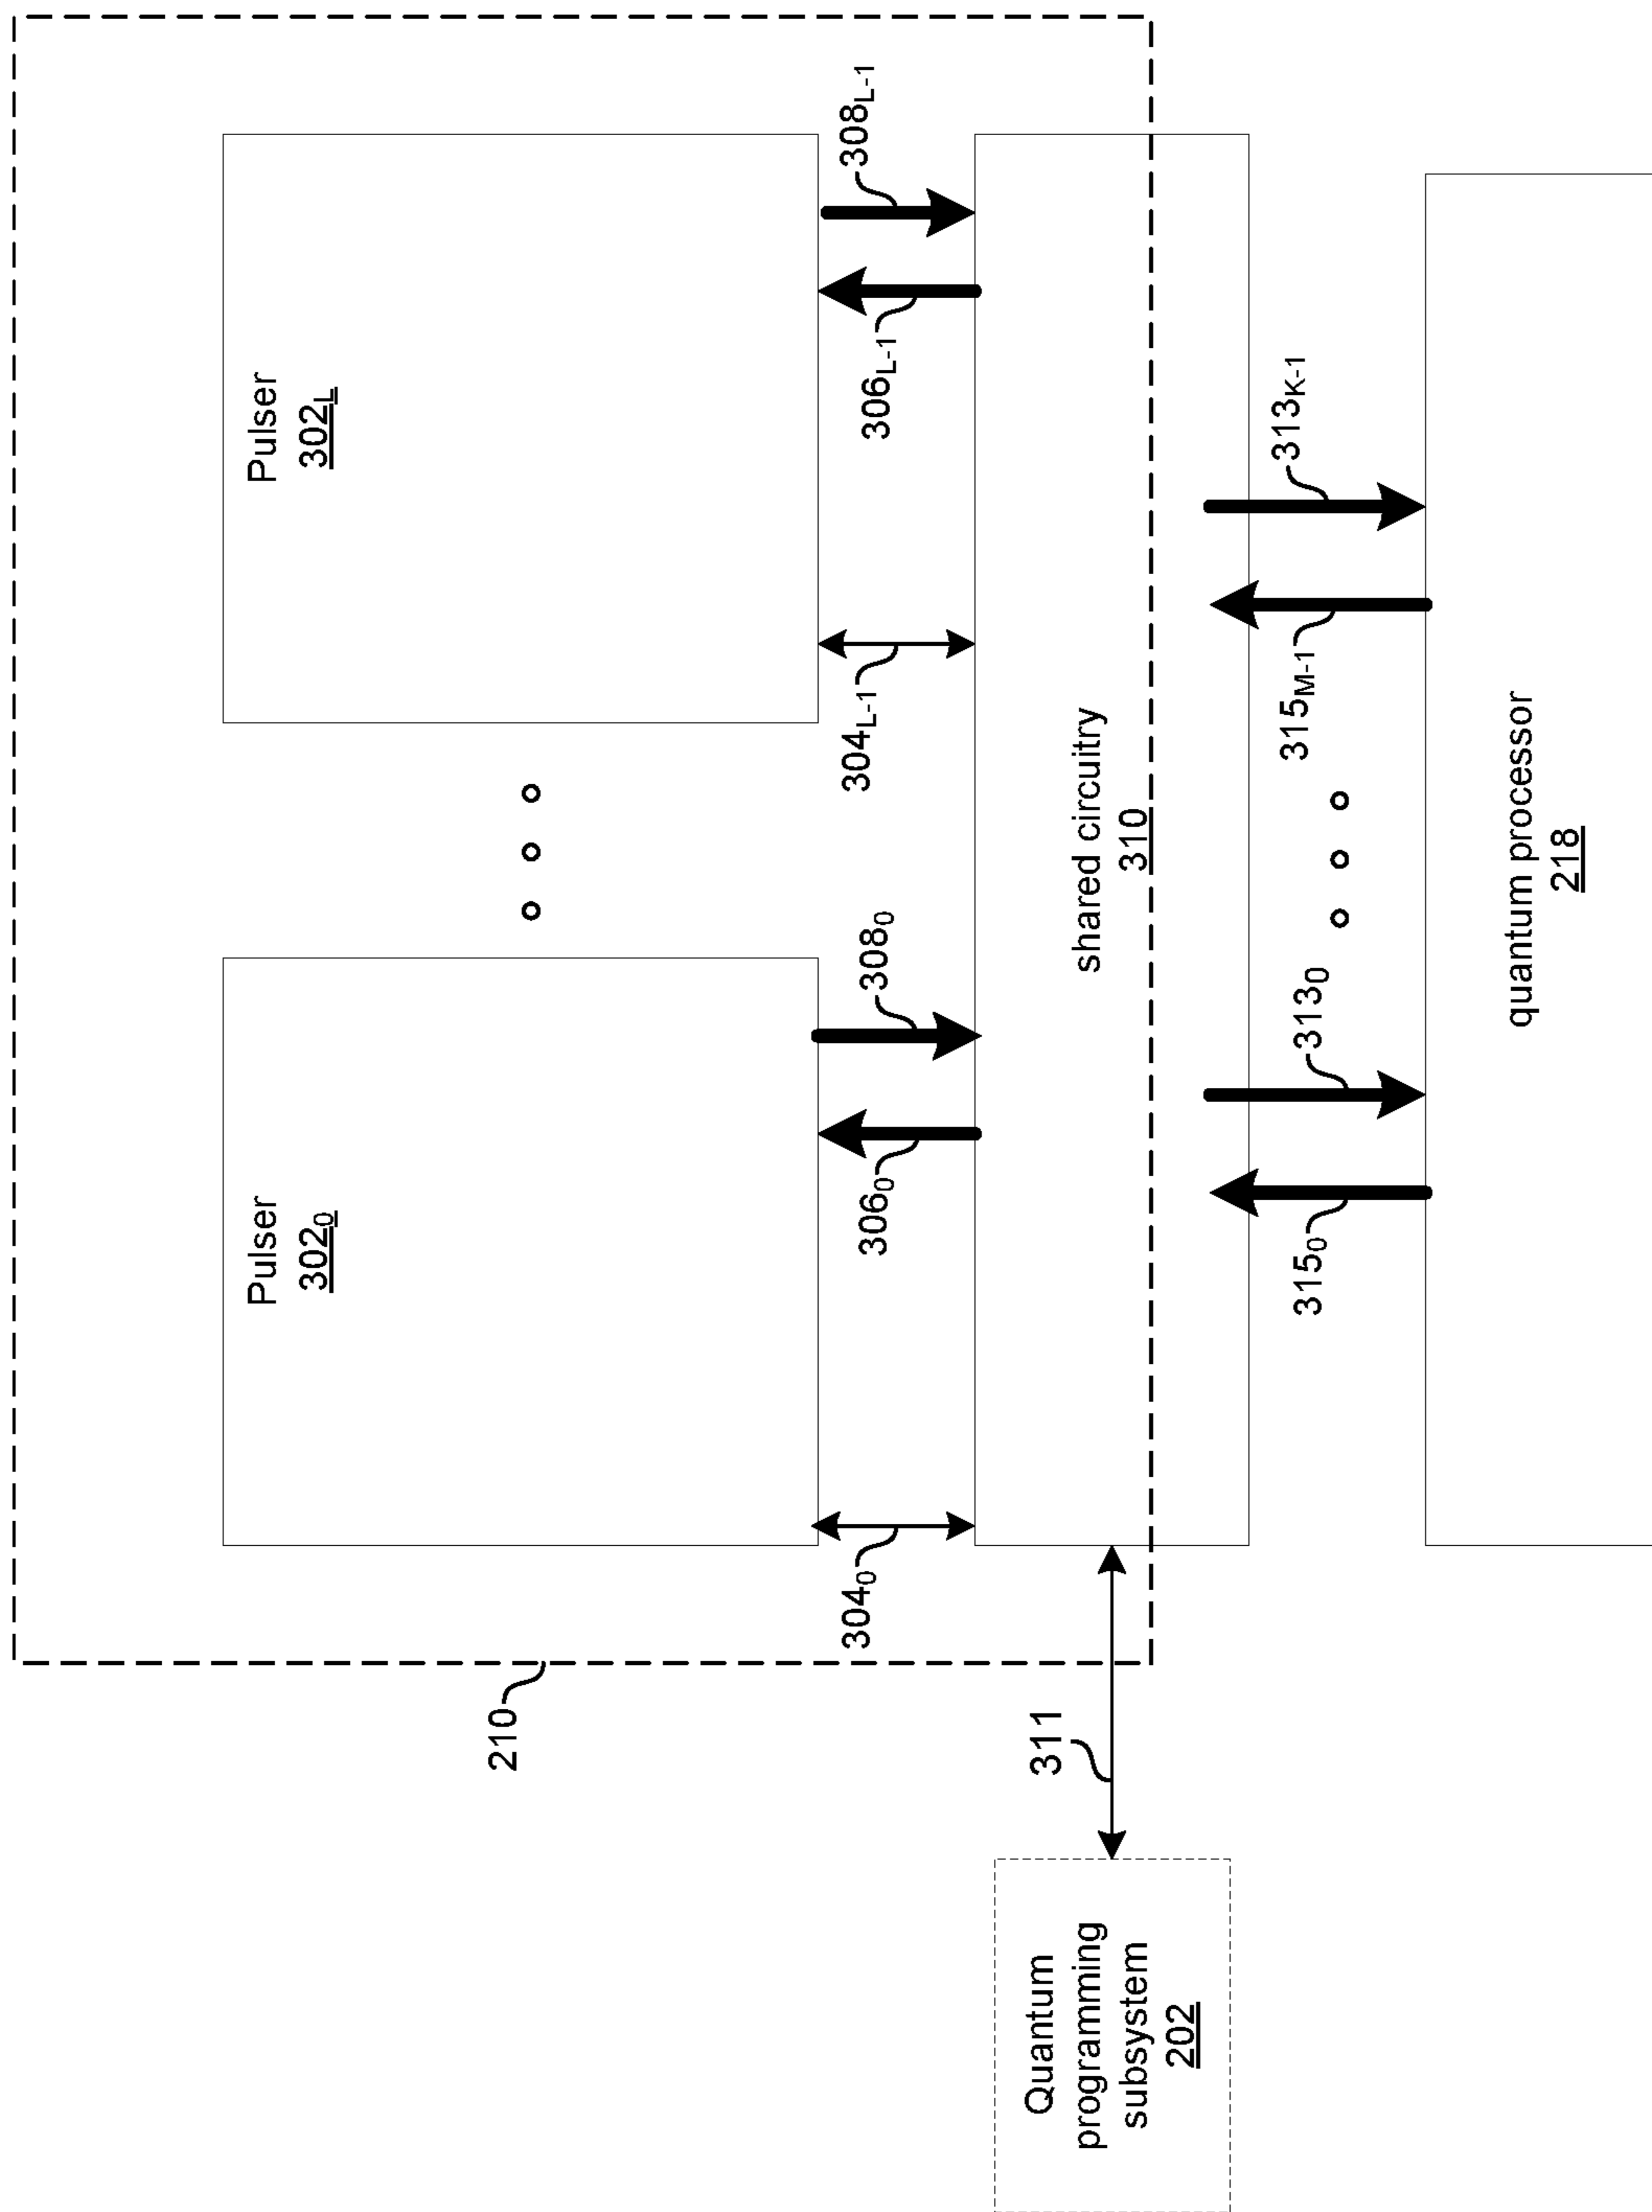 210
Pulser
302₀
Pulser
302L
304₀
306₀
308₀
304L-1
306L-1
308L-1
Quantum
programming
subsystem
202
311
shared circuitry
310
315₀
313₀
315M-1
313K-1
quantum processor
218